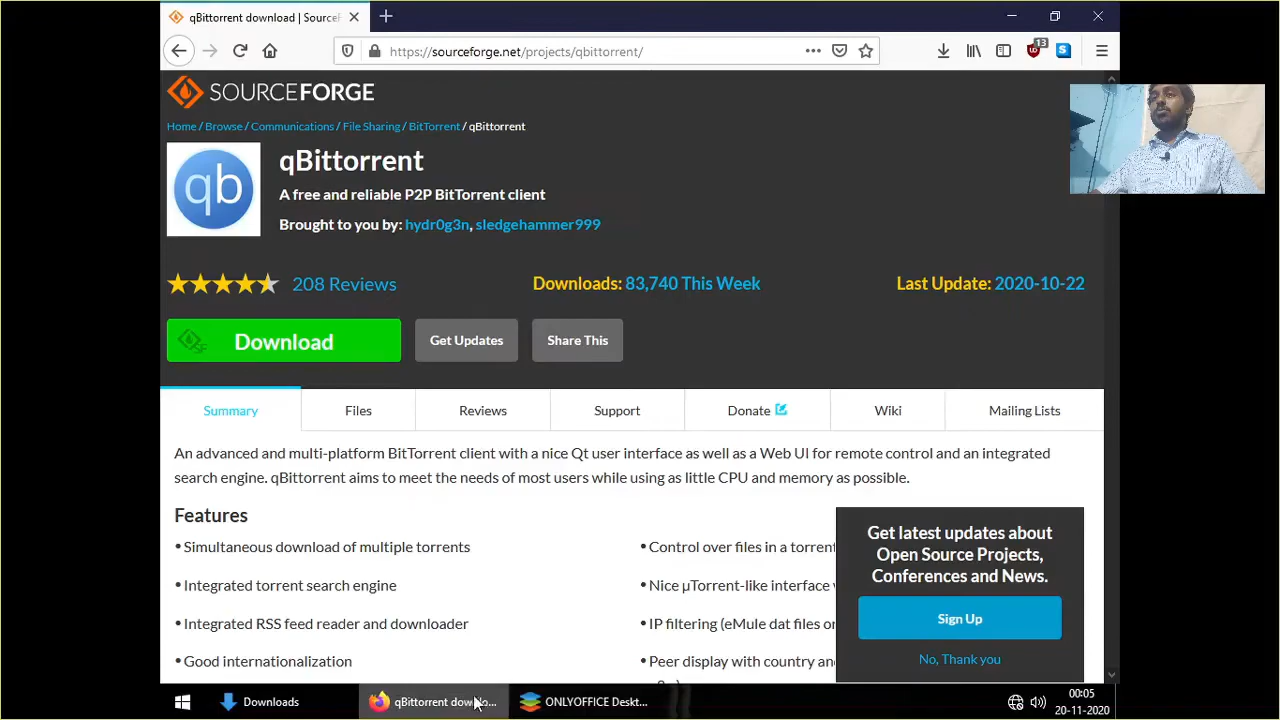 qBittorrent download | SourceF
https://sourceforge.net/projects/qbittorrent/
13
SOURCEFORGE
Home / Browse / Communications / File Sharing / BitTorrent / qBittorrent
qb
qBittorrent
A free and reliable P2P BitTorrent client
Brought to you by: hydr0g3n, sledgehammer999
208 Reviews
Downloads: 83,740 This Week
Last Update: 2020-10-22
Download
Get Updates
Share This
Summary
Files
Reviews
Support
Donate
Wiki
Mailing Lists
An advanced and multi-platform BitTorrent client with a nice Qt user interface as well as a Web UI for remote control and an integrated
search engine. qBittorrent aims to meet the needs of most users while using as little CPU and memory as possible.
Features
• Simultaneous download of multiple torrents
• Integrated torrent search engine
• Integrated RSS feed reader and downloader
• Good internationalization
• Control over files in a torrent
• Nice µTorrent-like interface
• IP filtering (eMule dat files or
• Peer display with country an
Get latest updates about
Open Source Projects,
Conferences and News.
Sign Up
No, Thank you
Downloads
qBittorrent dow
ONLYOFFICE Deskt...
00:05
20-11-2020